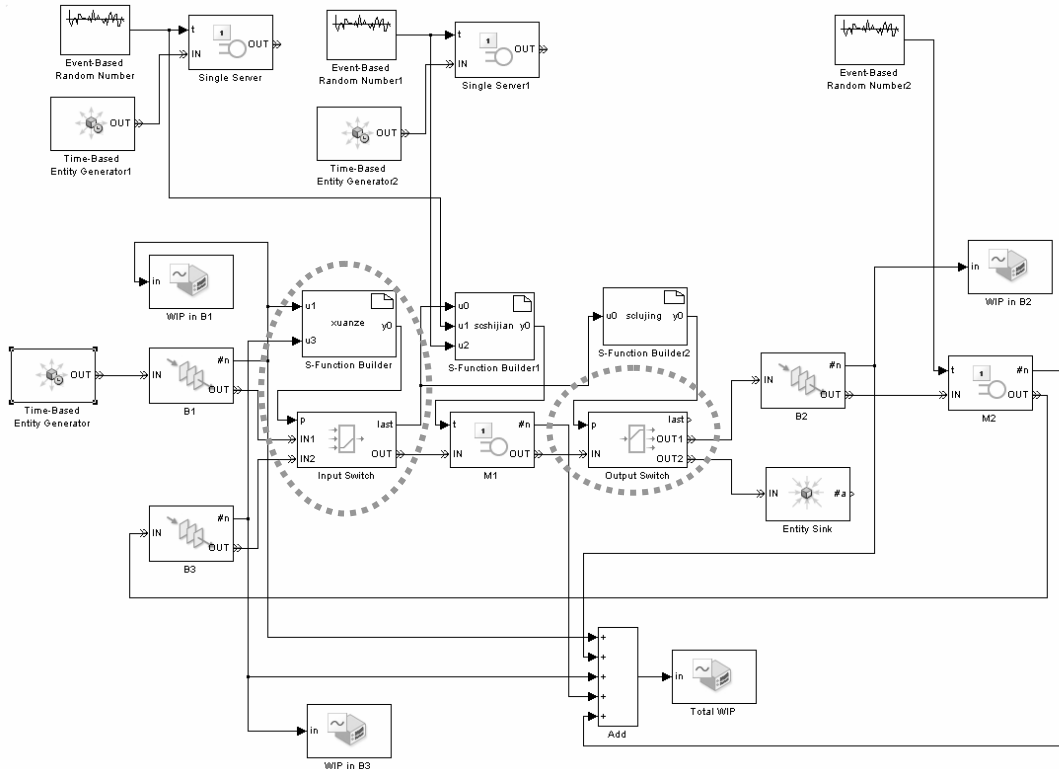 t
IN
OUT
1
Single Server
Event-Based
Random Number
OUT
Time-Based
Entity Generator1
t
IN
OUT
1
Single Server1
Event-Based
Random Number1
OUT
Time-Based
Entity Generator2
Event-Based
Random Number2
in
WIP in B1
u1
u3
xuanze
y0
S-Function Builder
u0
u1
u2
scshijian
y0
S-Function Builder1
u0
sclujing
y0
S-Function Builder2
in
WIP in B2
OUT
Time-Based
Entity Generator
IN
#n
OUT
B1
p
IN1
IN2
last
OUT
Input Switch
t
IN
1
#n
OUT
M1
p
IN
last
OUT1
OUT2
Output Switch
IN
#n
OUT
B2
t
IN
1
#n
OUT
M2
IN
#a
Entity Sink
IN
#n
OUT
B3
+
+
+
+
+
Add
in
Total WIP
in
WIP in B3